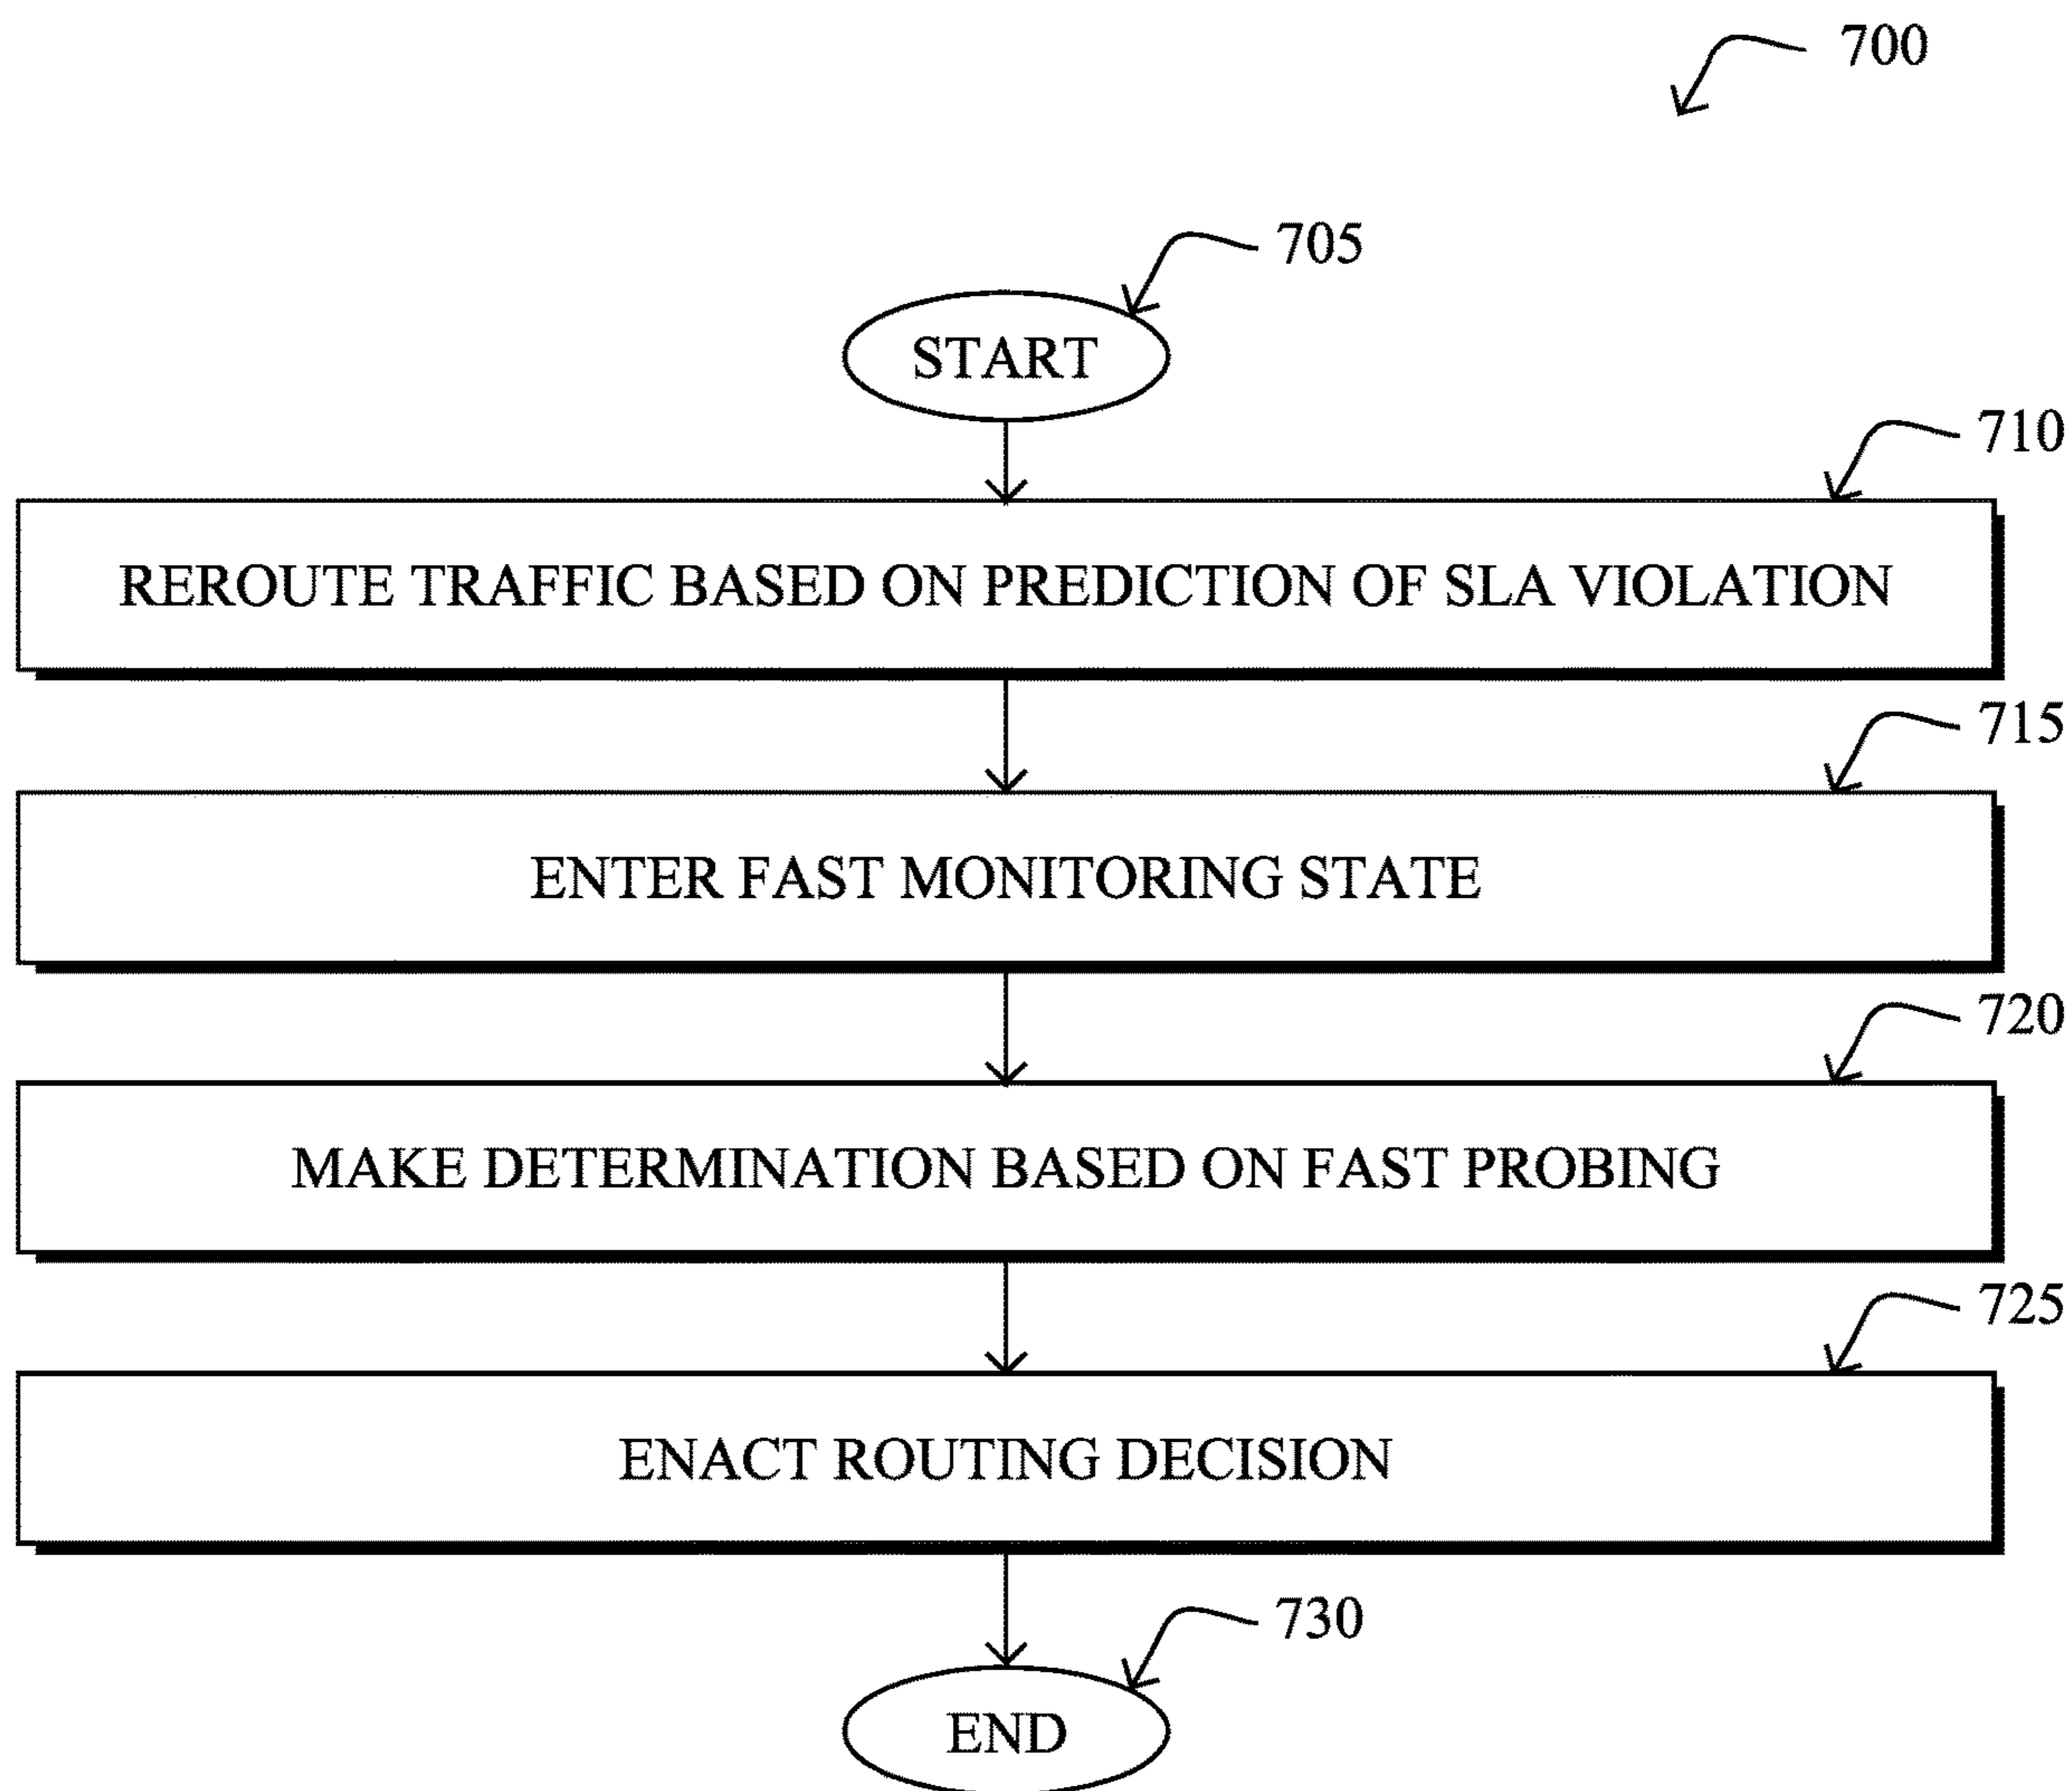 700
705
START
710
REROUTE TRAFFIC BASED ON PREDICTION OF SLA VIOLATION
715
ENTER FAST MONITORING STATE
720
MAKE DETERMINATION BASED ON FAST PROBING
725
ENACT ROUTING DECISION
730
END